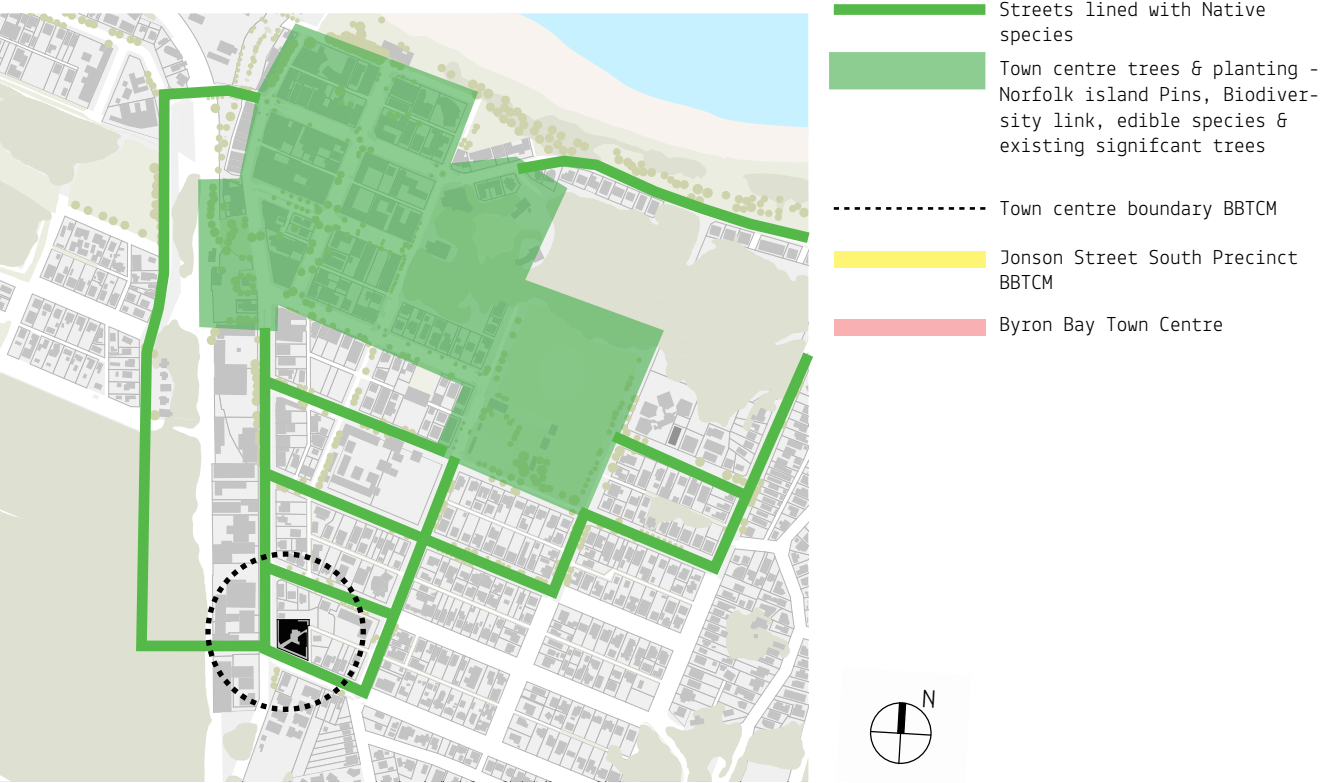 Streets lined with Native
species
Town centre trees & planting -
Norfolk island Pins, Biodiver-
sity link, edible species &
existing signifcant trees
Town centre boundary BBTCM
Jonson Street South Precinct
BBTCM
Byron Bay Town Centre
N